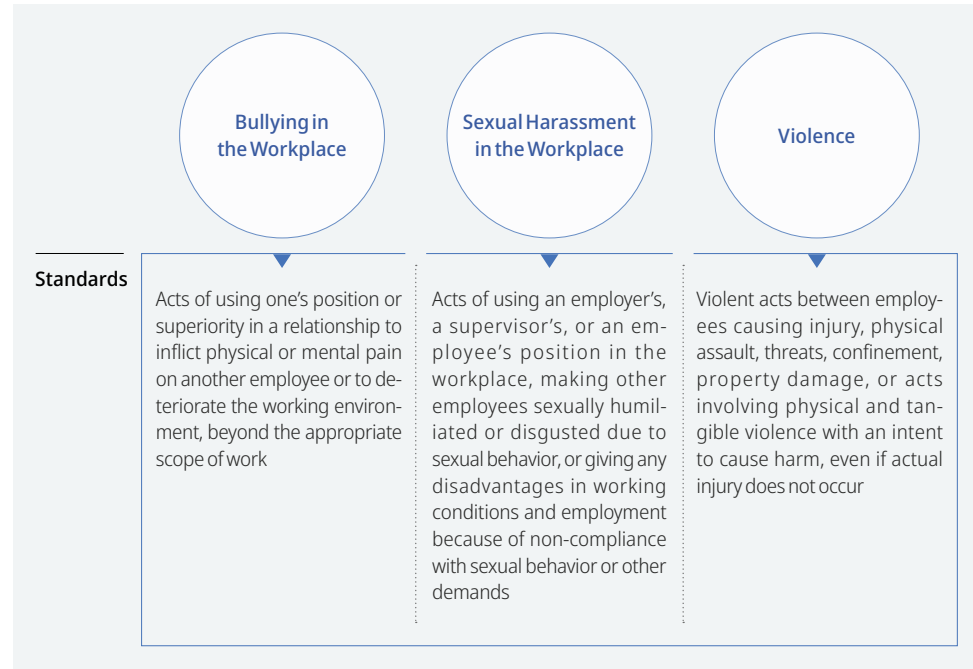 Bullying in
the Workplace
Sexual Harassment
in the Workplace
Violence
Standards
Acts of using one’s position or
superiority in a relationship to
inflict physical or mental pain
on another employee or to de-
teriorate the working environ-
ment, beyond the appropriate
scope of work
Acts of using an employer’s,
a supervisor’s, or an em-
ployee’s position in the
workplace, making other
employees sexually humil-
iated or disgusted due to
sexual behavior, or giving any
disadvantages in working
conditions and employment
because of non-compliance
with sexual behavior or other
demands
Violent acts between employ-
ees causing injury, physical
assault, threats, confinement,
property damage, or acts
involving physical and tan-
gible violence with an intent
to cause harm, even if actual
injury does not occur